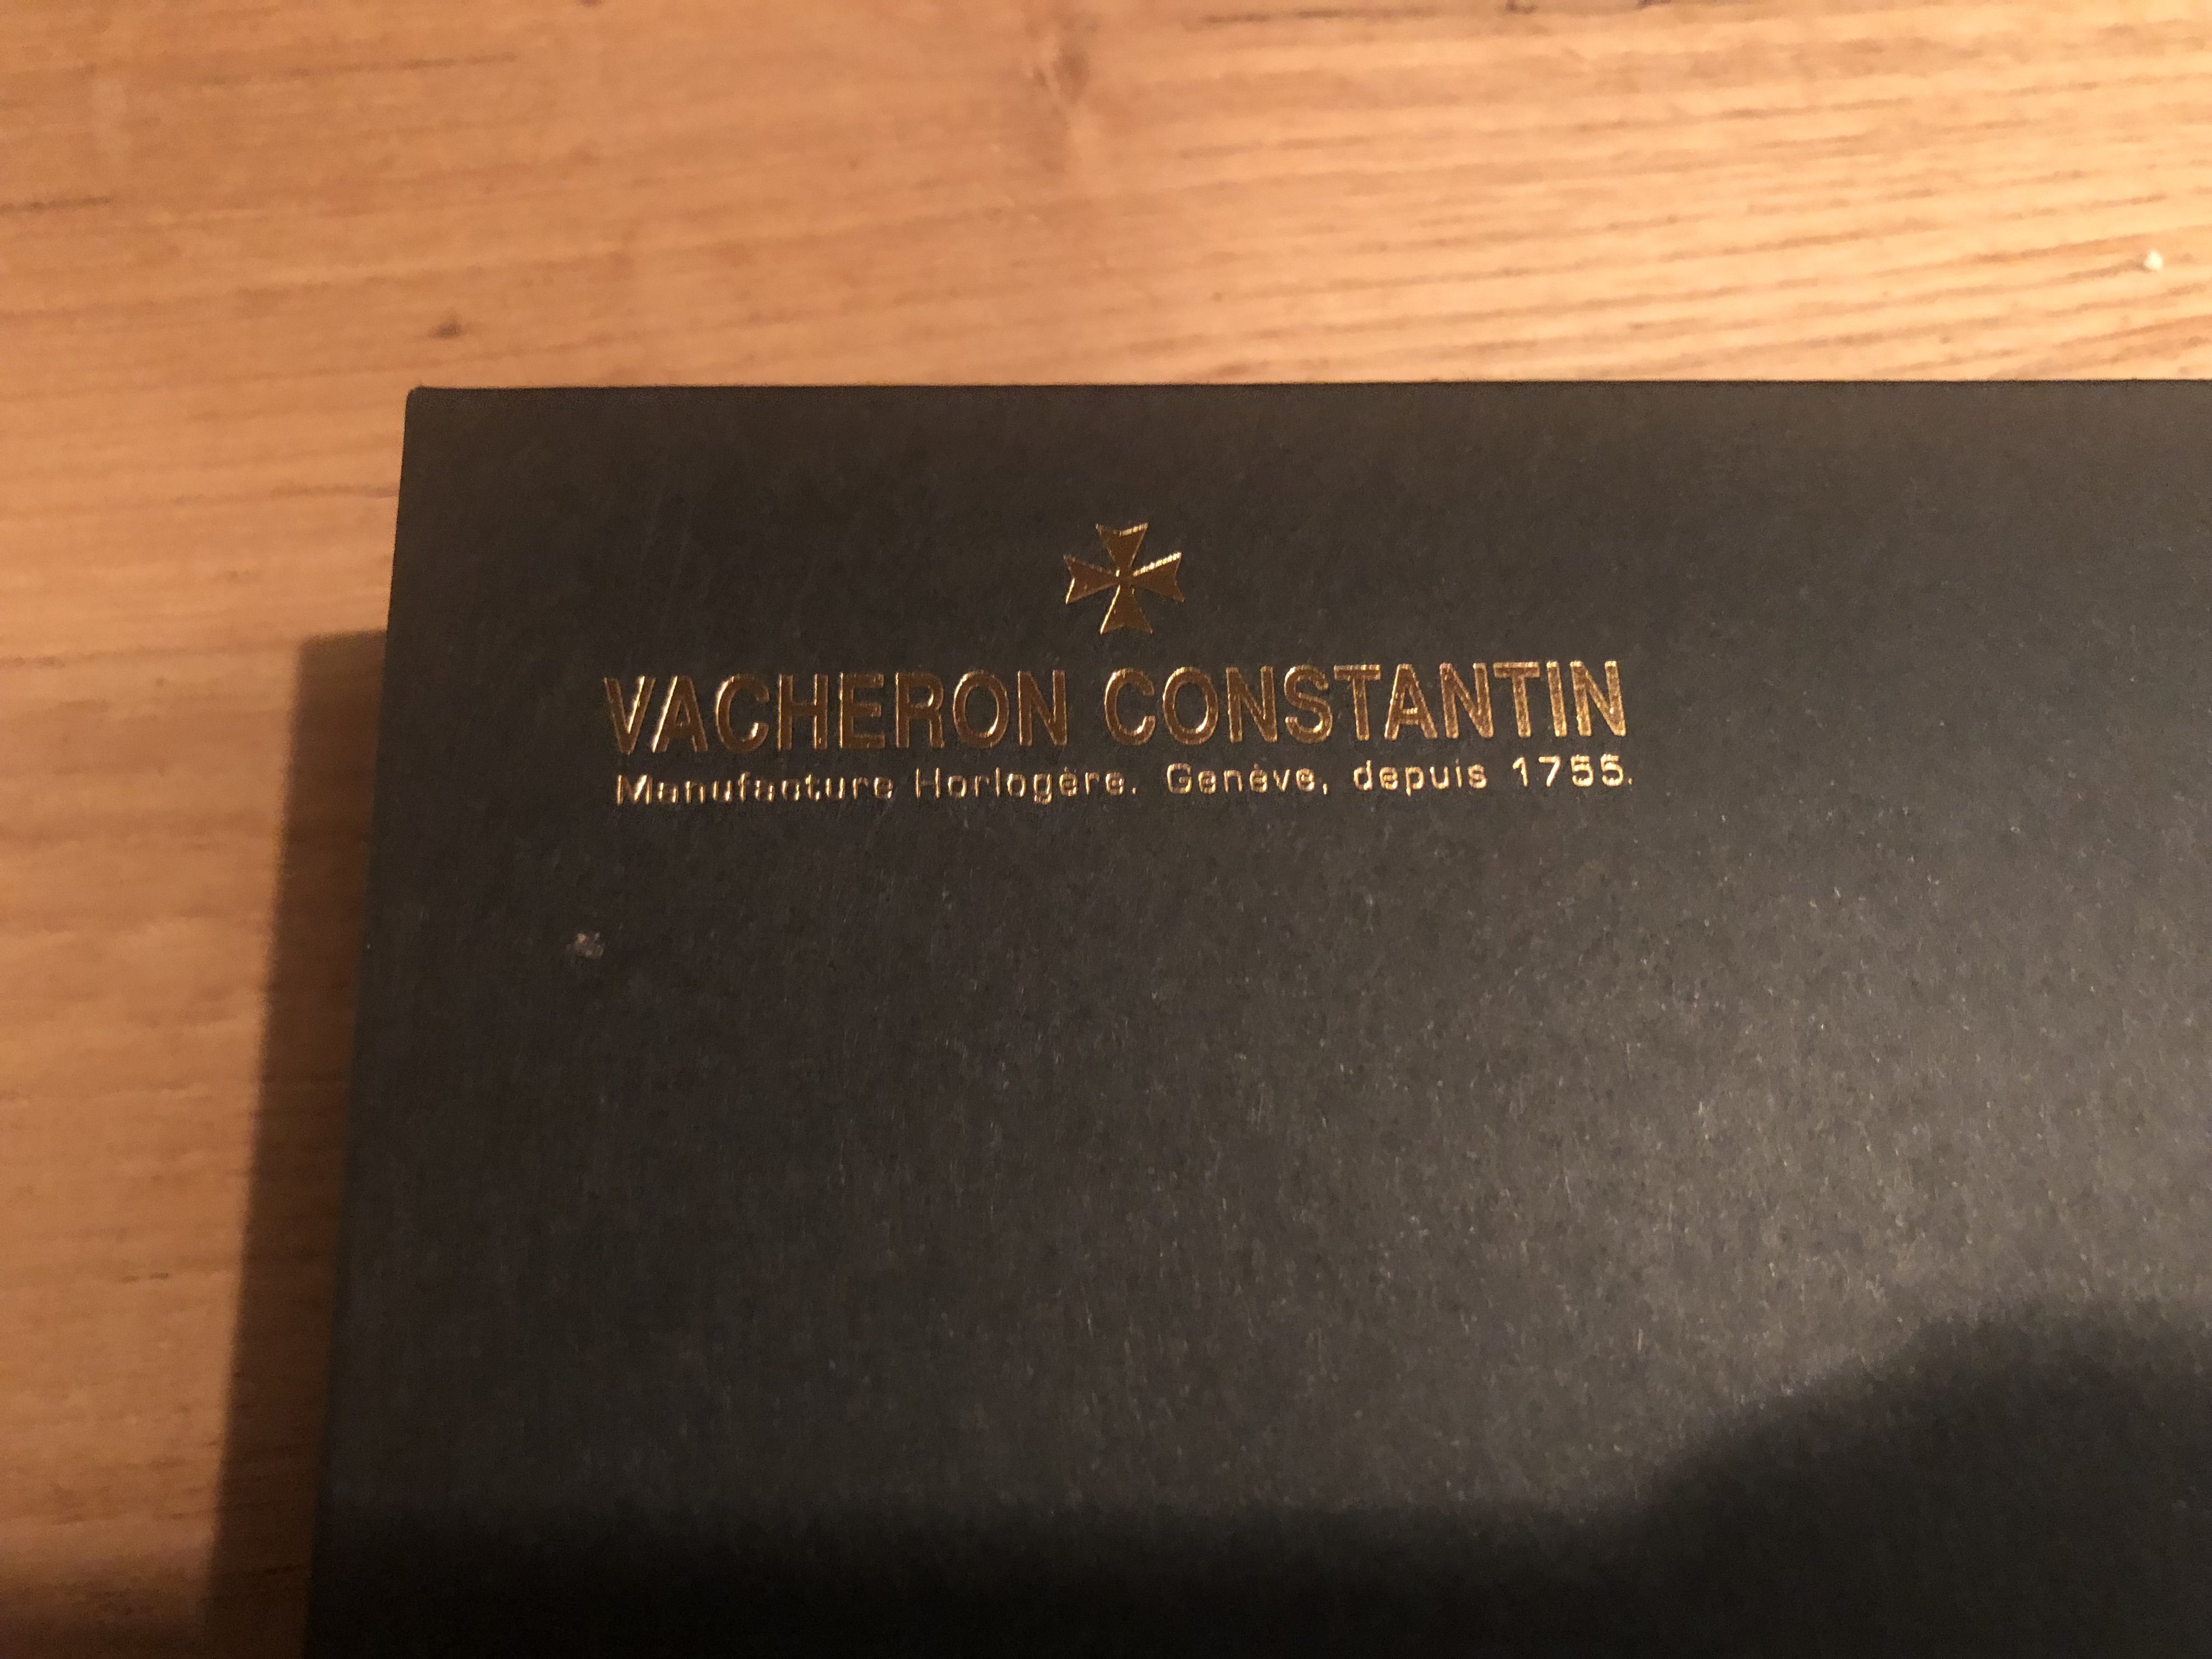 VACHERON CONSTANTIN
Manufacture Horlogère. Genève, depuis 1755.